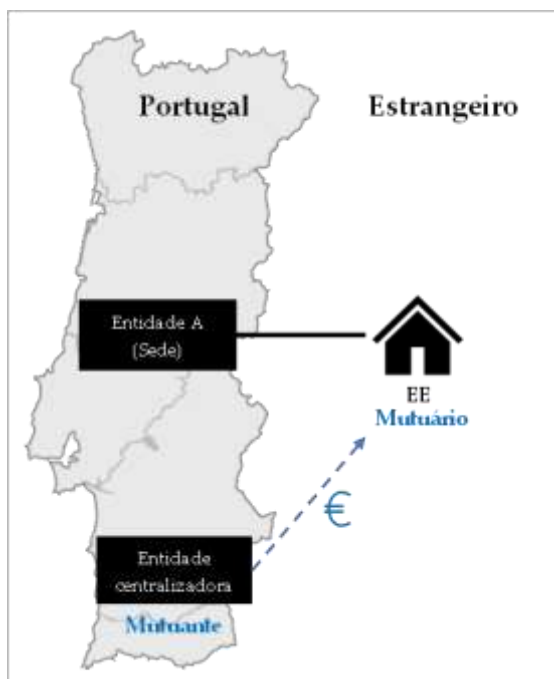 Portugal
Estrangeiro
Entidade A
(Sede)
EE
Mutuário
€
Entidade
centralizadora
Mutuante